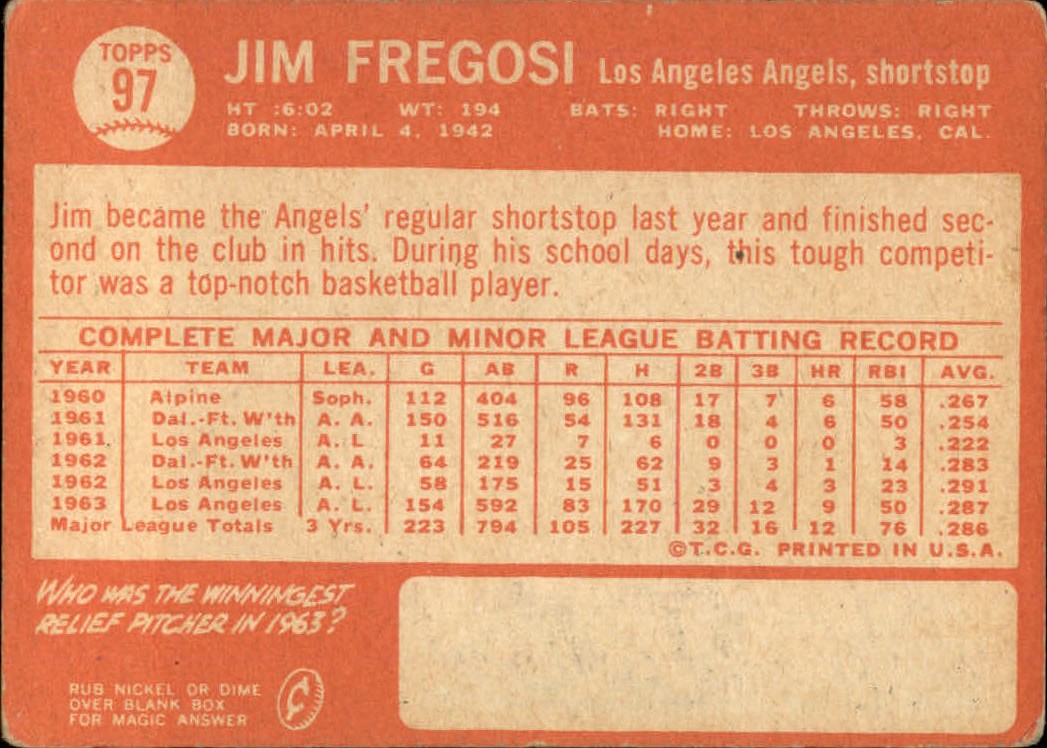 TOPPS
97
JIM FREGOSI Los Angeles Angels, shortstop
HT :6:02 WT: 194 BATS: RIGHT THROWS: RIGHT
BORN: APRIL 4, 1942 HOME: LOS ANGELES, CAL.
Jim became the Angels' regular shortstop last year and finished sec-
ond on the club in hits. During his school days, this tough competi-
tor was a top-notch basketball player.
COMPLETE MAJOR AND MINOR LEAGUE BATTING RECORD
YEAR TEAM LEA. G AB R H 2B 3B HR RBI AVG.
1960 Alpine Soph. 112 404 96 108 17 7 6 58 .267
1961 Dal.-Ft. W'th A. A. 150 516 54 131 18 4 6 50 .254
1961. Los Angeles A. L 11 27 7 6 0 0 0 3 .222
1962 Dal.-Ft. W'th A. A. 64 219 25 62 9 3 1 14 .283
1962 Los Angeles A. L. 58 175 15 51 3 4 3 23 .291
1963 Los Angeles A. L. 154 592 83 170 29 12 9 50 .287
Major League Totals 3 Yrs. 223 794 105 227 32 16 12 76 .286
©T.C.G. PRINTED IN U.S.A.
WHO WAS THE WINNINGEST
RELIEF PITCHER IN 1963?
RUB NICKEL OR DIME
OVER BLANK BOX
FOR MAGIC ANSWER
¢